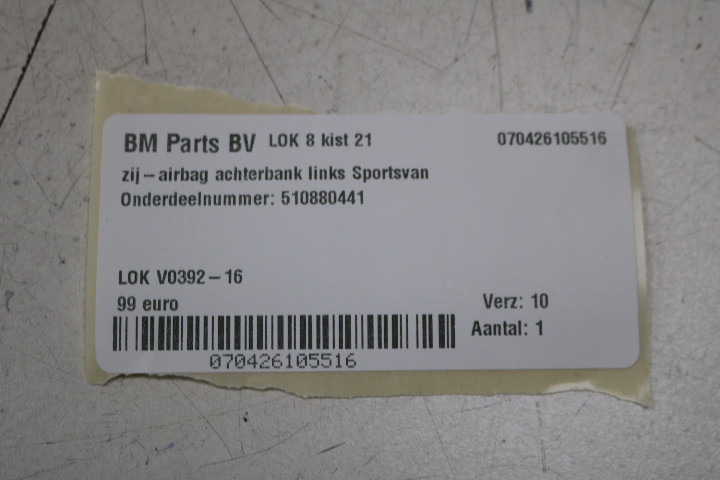 BM Parts BV LOK 8 kist 21 070426105516
zij-airbag achterbank links Sportsvan
Onderdeelnummer: 510880441
LOK V0392-16
99 euro Verz: 10
Aantal: 1
070426105516